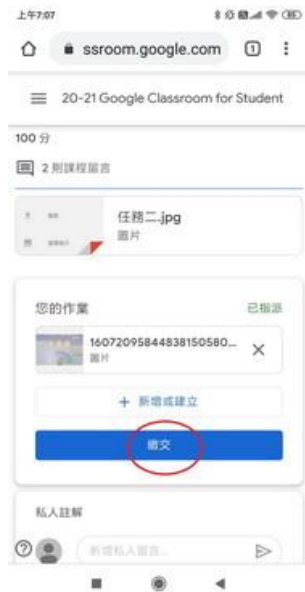 上午7:07
ssroom.google.com
1
20-21 Google Classroom for Student
100 分
2 則課程留言
任務二.jpg
圖片
您的作業
已指派
16072095844838150580...
圖片
+ 新增或建立
繳交
私人註解
新增私人留言...